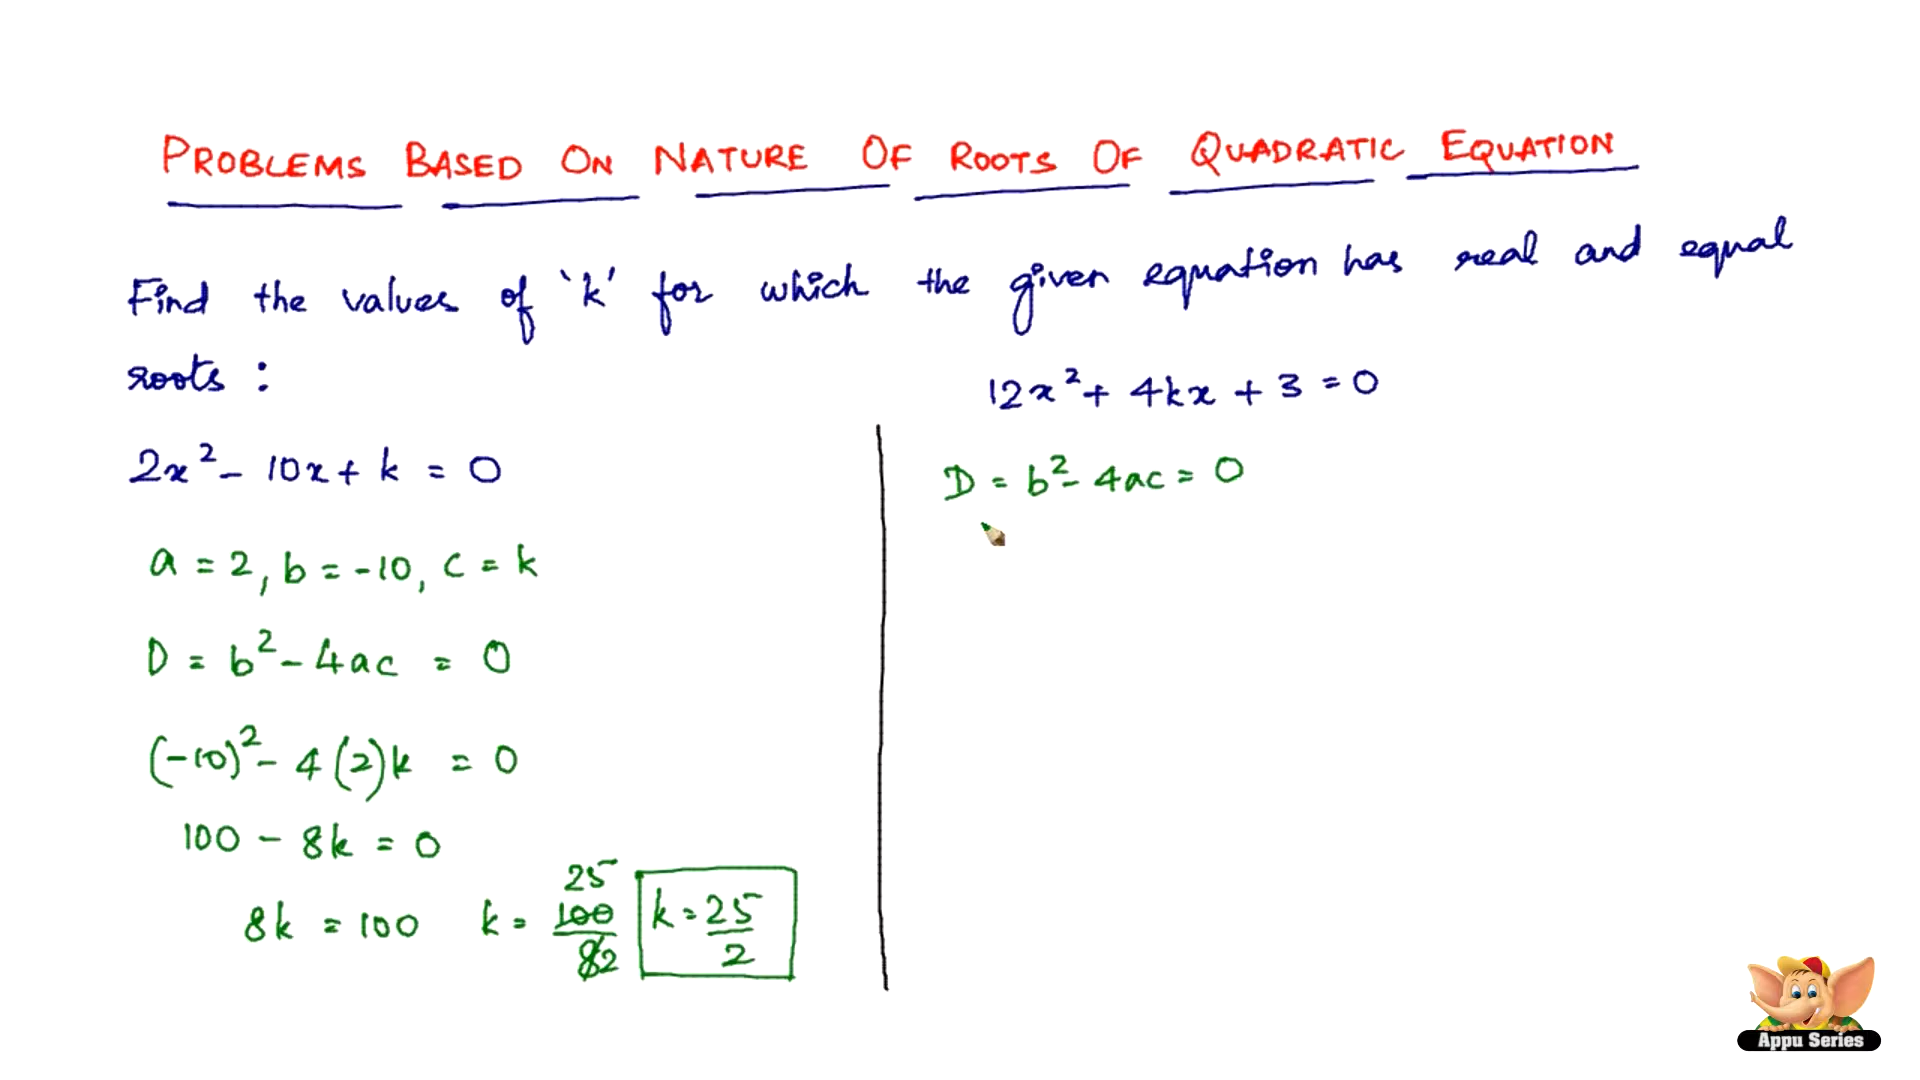 PROBLEMS BASED ON NATURE OF ROOTS OF QUADRATIC EQUATION
Find the values of 'k' for which the given equation has real and equal
roots :
2x² - 10x + k = 0
a = 2, b = -10, c = k
D = b² - 4ac = 0
(-10)² - 4(2)k = 0
100 - 8k = 0
8k = 100 k = 100/8 25 2 k = 25/2
12x² + 4kx + 3 = 0
D = b² - 4ac = 0
Appu Series